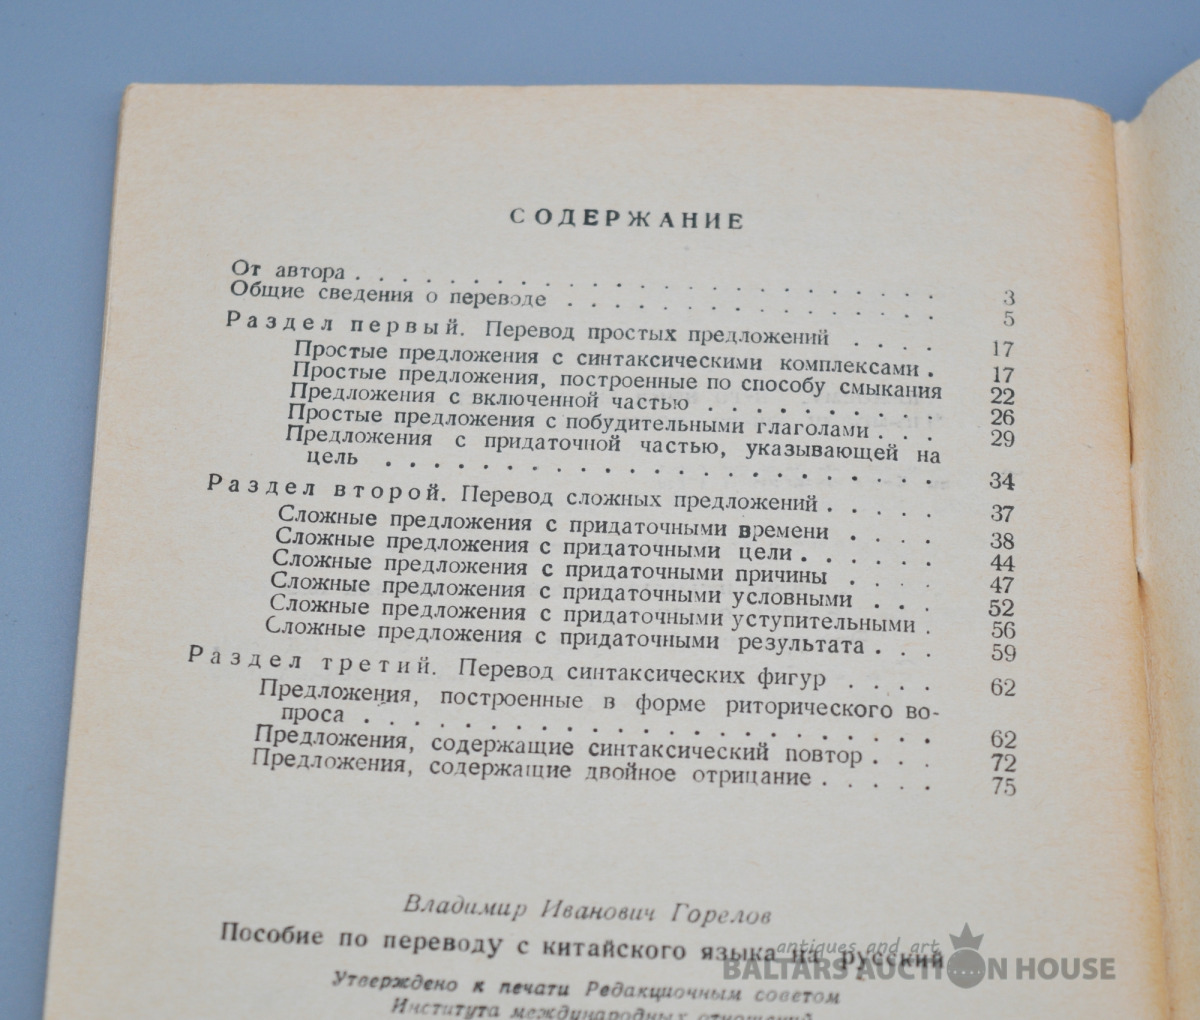 СОДЕРЖАНИЕ
От автора . . . . . . . . . . . . . . . . . . . . 3
Общие сведения о переводе . . . . . . . . . . . . . 5
Раздел первый. Перевод простых предложений . . . . 17
Простые предложения с синтаксическими комплексами . 17
Простые предложения, построенные по способу смыкания 22
Предложения с включенной частью . . . . . . . . . . 26
Простые предложения с побудительными глаголами . . . 29
Предложения с придаточной частью, указывающей на
цель . . . . . . . . . . . . . . . . . . . . 34
Раздел второй. Перевод сложных предложений . . . . . 37
Сложные предложения с придаточными времени . . . . 38
Сложные предложения с придаточными цели . . . . . . 44
Сложные предложения с придаточными причины . . . . 47
Сложные предложения с придаточными условными . . . 52
Сложные предложения с придаточными уступительными . 56
Сложные предложения с придаточными результата . . . 59
Раздел третий. Перевод синтаксических фигур . . . . 62
Предложения, построенные в форме риторического во-
проса . . . . . . . . . . . . . . . . . . . . 62
Предложения, содержащие синтаксический повтор . . . 72
Предложения, содержащие двойное отрицание . . . . . 75
Владимир Иванович Горелов
Пособие по переводу с китайского языка на русский
Утверждено к печати Редакционным советом
Института международных отношений
antiques and art
BALTARS AUCTION HOUSE